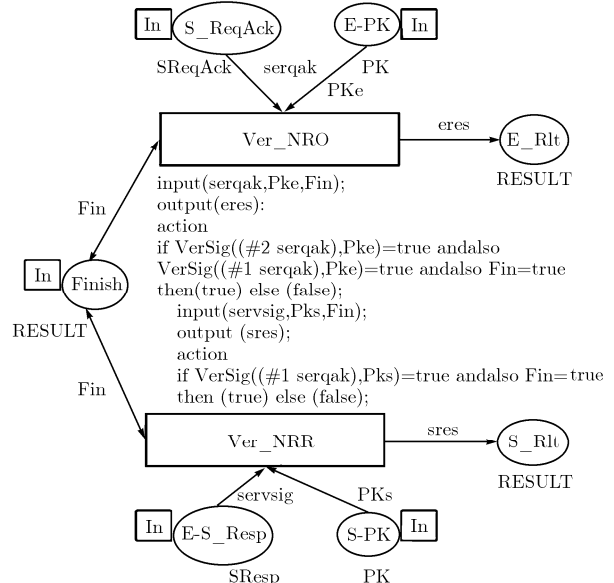 In S_ReqAck E-PK In
SReqAck serqak PK
PKe
Ver_NRO eres E_Rlt
RESULT
input(serqak,Pke,Fin);
output(eres):
action
if VerSig((#2 serqak),Pke)=true andalso
VerSig((#1 serqak),Pke)=true andalso Fin=true
then(true) else (false);
Fin
In Finish
RESULT
input(servsig,Pks,Fin);
output (sres);
action
if VerSig((#1 serqak),Pks)=true andalso Fin=true
then (true) else (false);
Fin
Ver_NRR sres S_Rlt
RESULT
servsig PKs
In E-S_Resp S-PK In
SResp PK